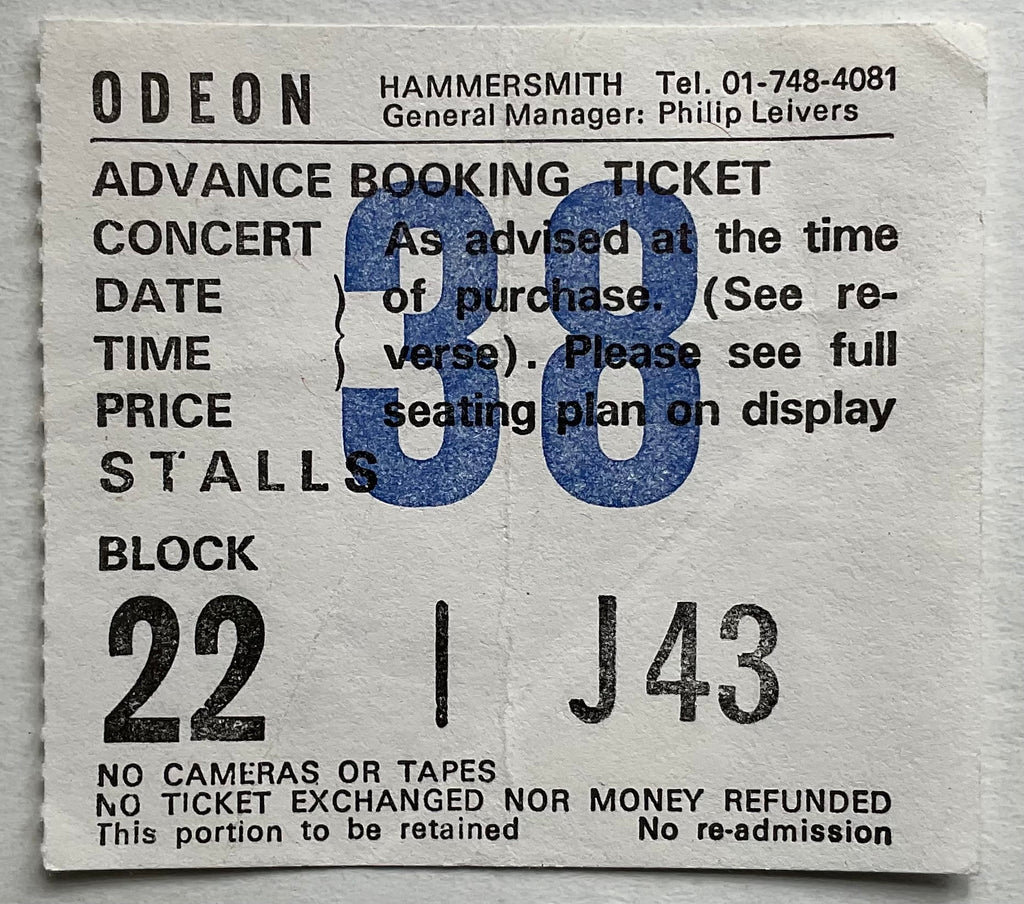 ODEON HAMMERSMITH Tel. 01-748-4081
General Manager: Philip Leivers
ADVANCE BOOKING TICKET
CONCERT As advised at the time
DATE of purchase. (See re-
TIME verse). Please see full
PRICE seating plan on display
38
STALLS
BLOCK
22 I J43
NO CAMERAS OR TAPES
NO TICKET EXCHANGED NOR MONEY REFUNDED
This portion to be retained No re-admission